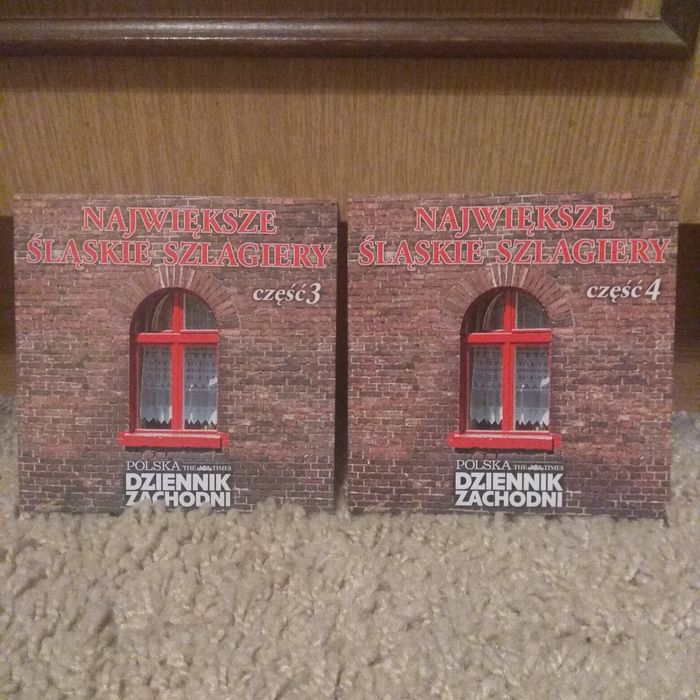 NAJWIĘKSZE
ŚLĄSKIE SZLAGIERY
część 3
POLSKA THE TIMES
DZIENNIK
ZACHODNI
NAJWIĘKSZE
ŚLĄSKIE SZLAGIERY
część 4
POLSKA THE TIMES
DZIENNIK
ZACHODNI